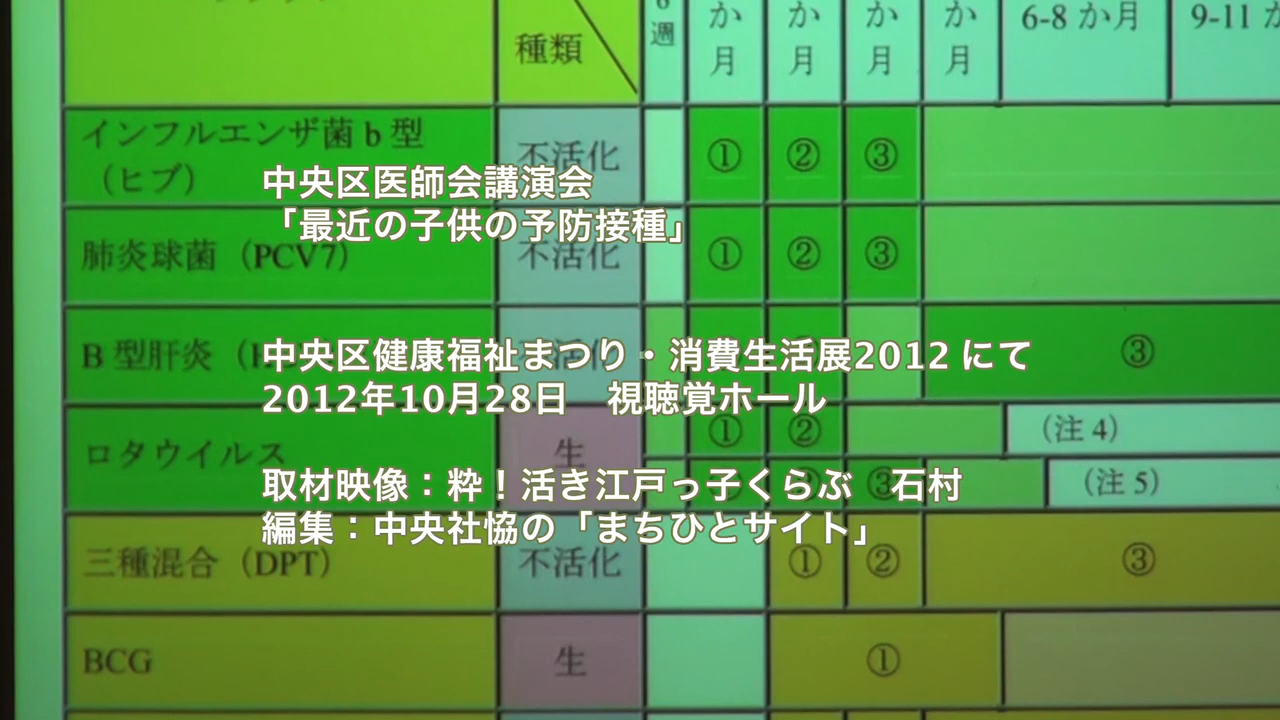 6週
か月
か月
か月
か月
6-8 か月
9-11 か
種類
インフルエンザ菌 b 型
（ヒブ）
不活化
①
②
③
中央区医師会講演会
「最近の子供の予防接種」
肺炎球菌（PCV7）
不活化
①
②
③
B 型肝炎（
③
中央区健康福祉まつり・消費生活展2012 にて
2012年10月28日　視聴覚ホール
ロタウイルス
生
①
②
（注 4）
③
（注 5）
取材映像：粋！活き江戸っ子くらぶ　石村
編集：中央社協の「まちひとサイト」
三種混合（DPT）
不活化
①
②
③
BCG
生
①